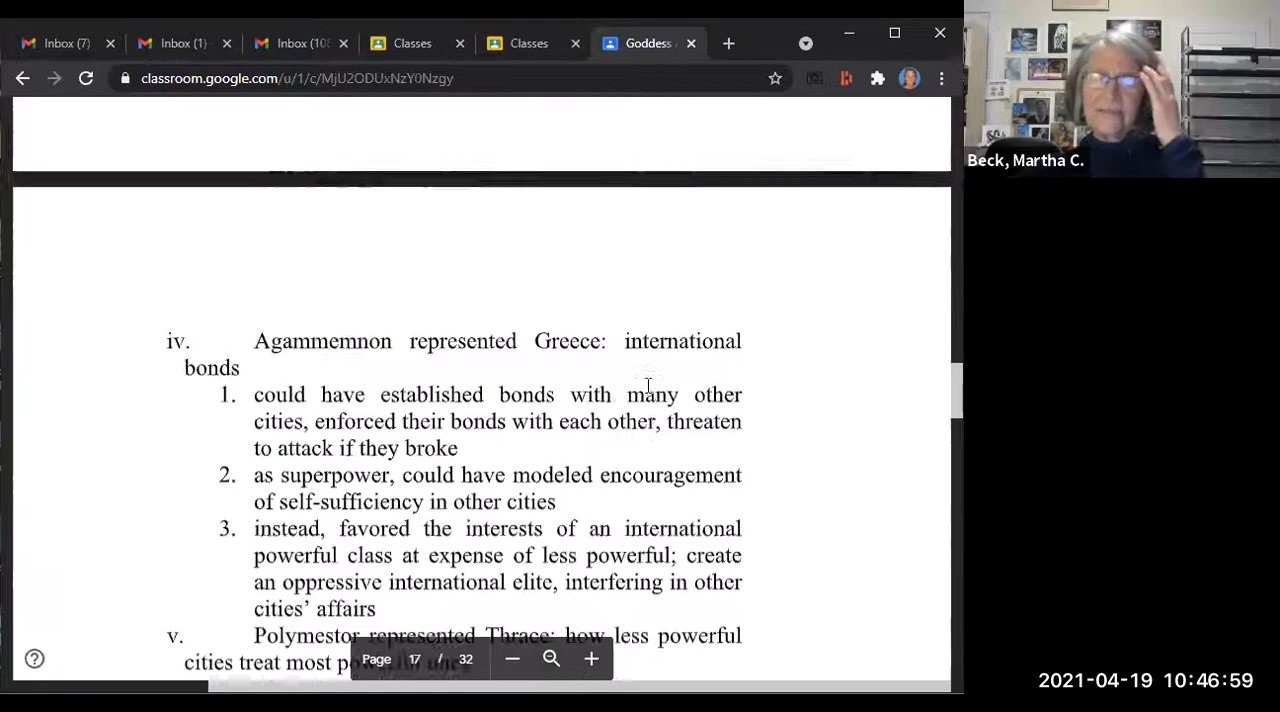 Inbox (7)
Inbox (1)
Inbox (10
Classes
Classes
Goddess
classroom.google.com/u/1/c/MjU2ODUxNzY0Nzgy
Beck, Martha C.
iv. Agammemnon represented Greece: international
bonds
1. could have established bonds with many other
cities, enforced their bonds with each other, threaten
to attack if they broke
2. as superpower, could have modeled encouragement
of self-sufficiency in other cities
3. instead, favored the interests of an international
powerful class at expense of less powerful; create
an oppressive international elite, interfering in other
cities’ affairs
v. Polymestor represented Thrace: how less powerful
cities treat most
Page 17 / 32
2021-04-19 10:46:59